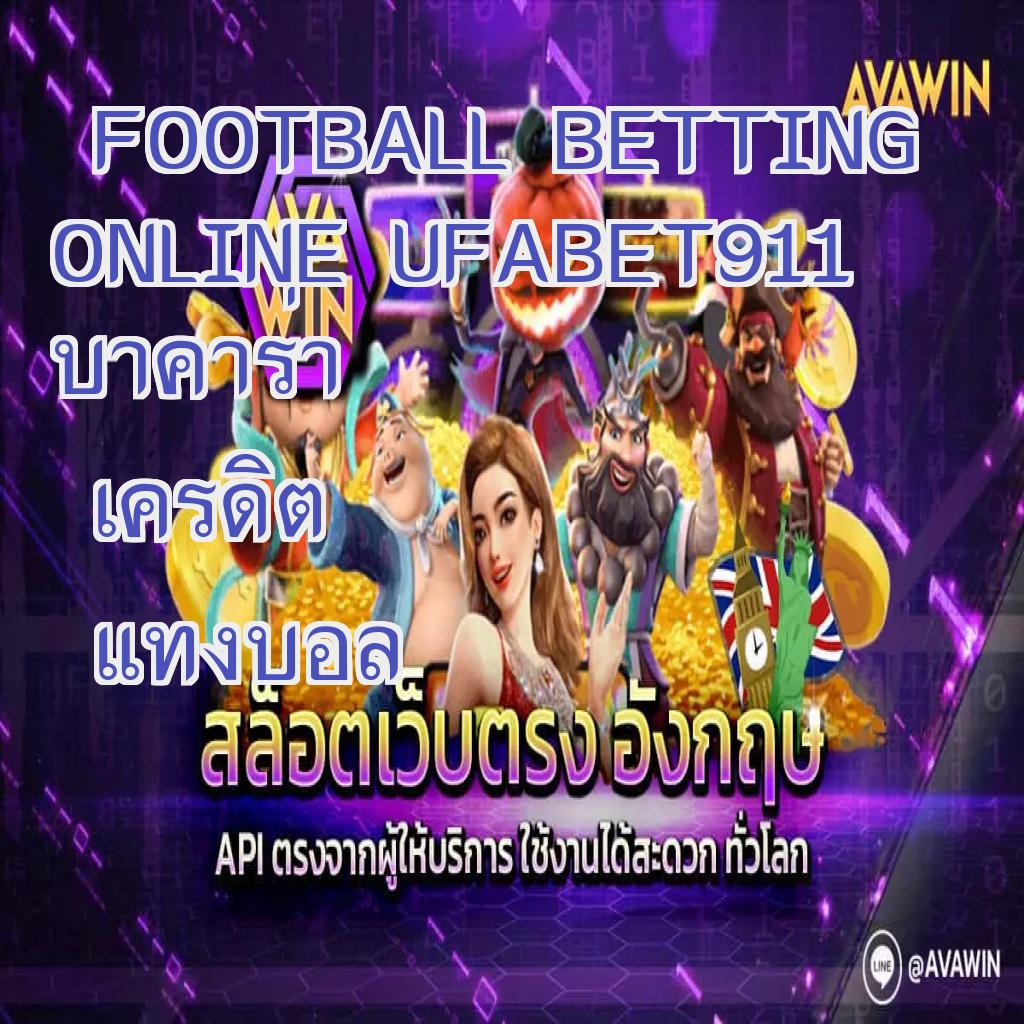 AVAWIN
FOOTBALL BETTING
ONLINE UFABET911
AVA
WIN
บาคาร่า
เครดิต
แทงบอล
สล็อตเว็บตรง อังกฤษ
API ตรงจากผู้ให้บริการ ใช้งานได้สะดวก ทั่วโลก
LINE @AVAWIN